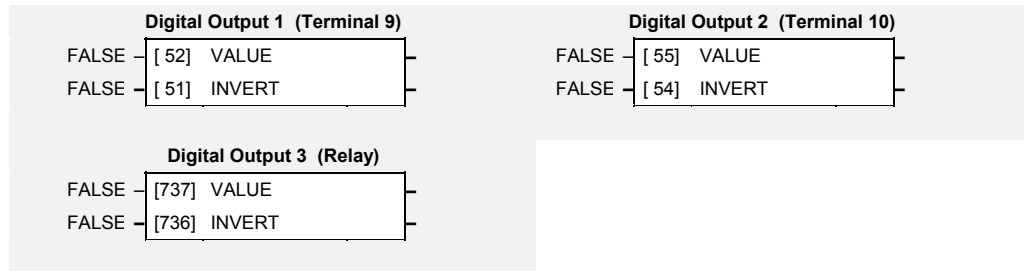 Digital Output 1 (Terminal 9)
FALSE – [ 52] VALUE –
FALSE – [ 51] INVERT –
Digital Output 2 (Terminal 10)
FALSE – [ 55] VALUE –
FALSE – [ 54] INVERT –
Digital Output 3 (Relay)
FALSE – [737] VALUE –
FALSE – [736] INVERT –